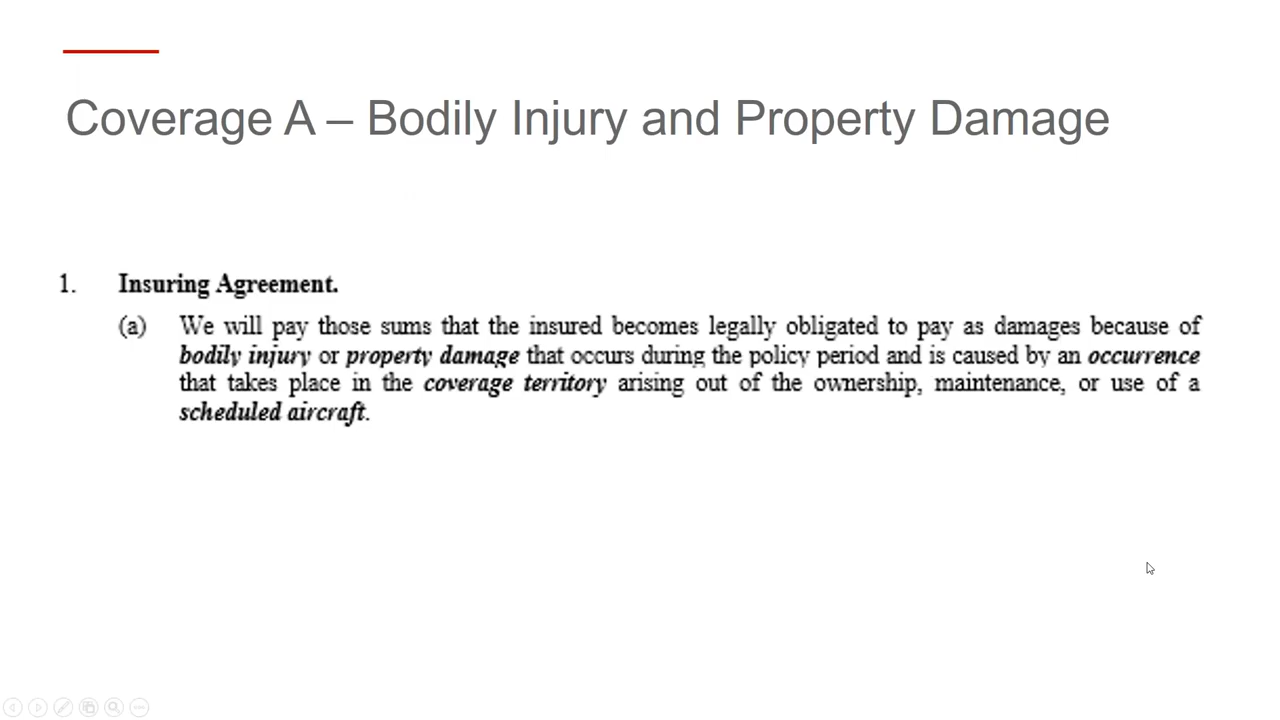 Coverage A – Bodily Injury and Property Damage
1. Insuring Agreement.
(a) We will pay those sums that the insured becomes legally obligated to pay as damages because of
bodily injury or property damage that occurs during the policy period and is caused by an occurrence
that takes place in the coverage territory arising out of the ownership, maintenance, or use of a
scheduled aircraft.